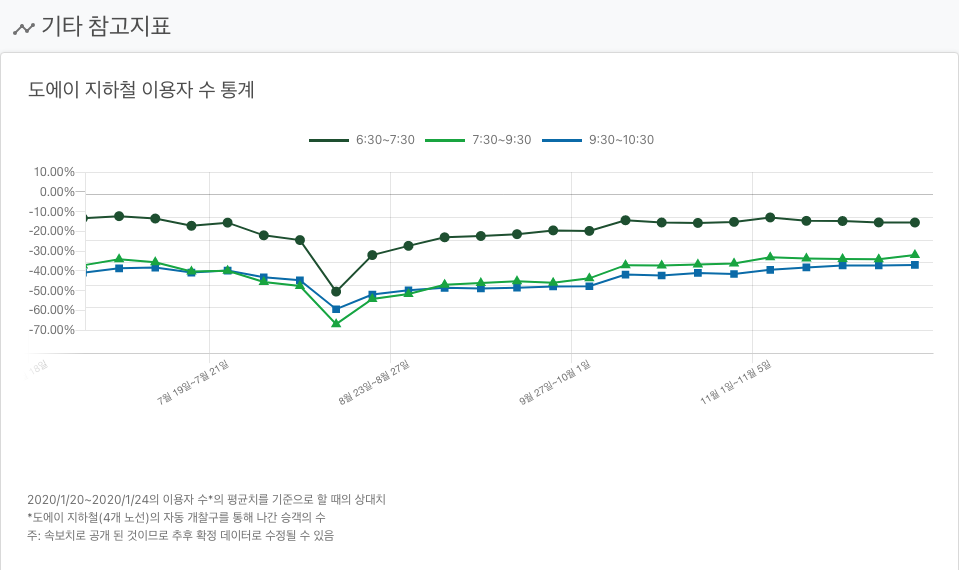 기타 참고지표
도에이 지하철 이용자 수 통계
6:30~7:30 7:30~9:30 9:30~10:30
10.00%
0.00%
-10.00%
-20.00%
-30.00%
-40.00%
-50.00%
-60.00%
-70.00%
7월 19일~7월 21일
8월 23일~8월 27일
9월 27일~10월 1일
11월 1일~11월 5일
2020/1/20~2020/1/24의 이용자 수*의 평균치를 기준으로 할 때의 상대치
*도에이 지하철(4개 노선)의 자동 개찰구를 통해 나간 승객의 수
주: 속보치로 공개 된 것이므로 추후 확정 데이터로 수정될 수 있음